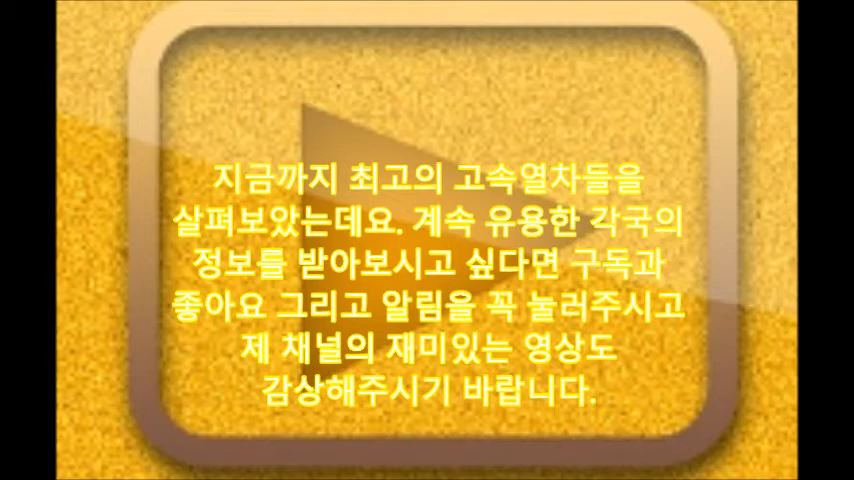 지금까지 최고의 고속열차들을
살펴보았는데요. 계속 유용한 각국의
정보를 받아보시고 싶다면 구독과
좋아요 그리고 알림을 꼭 눌러주시고
제 채널의 재미있는 영상도
감상해주시기 바랍니다.